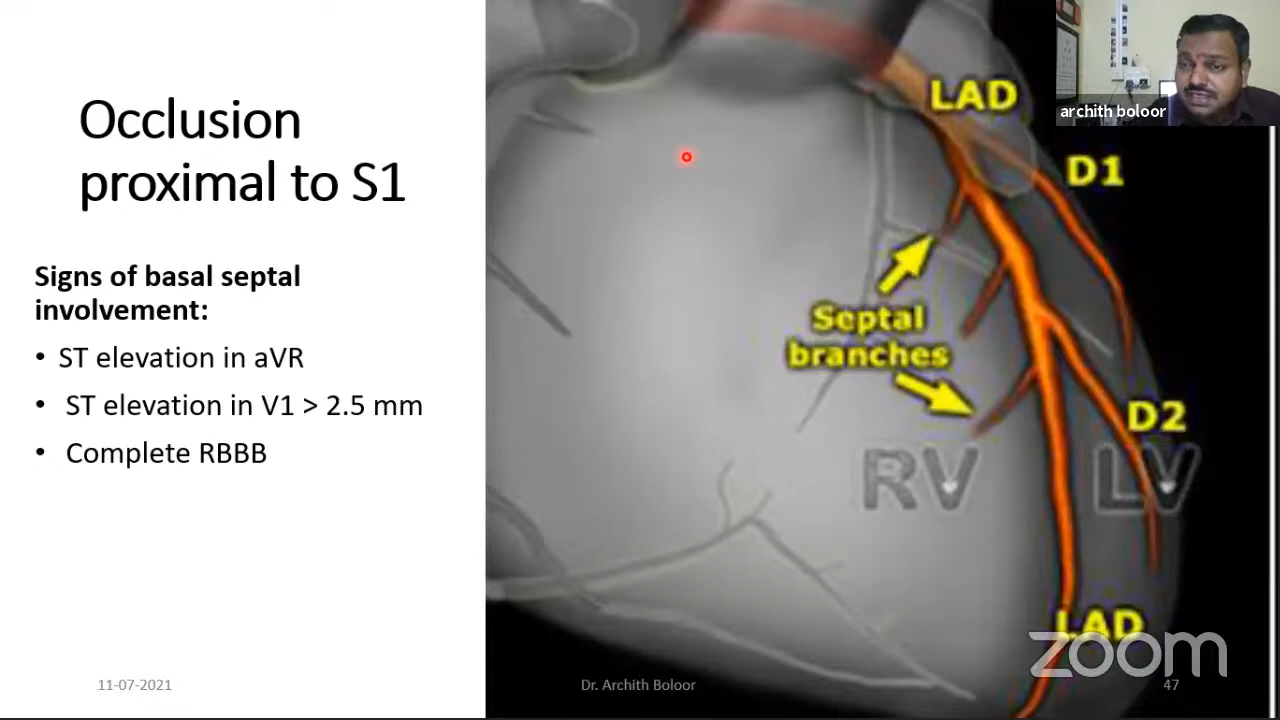 Occlusion
proximal to S1
Signs of basal septal
involvement:
• ST elevation in aVR
• ST elevation in V1 > 2.5 mm
• Complete RBBB
LAD
D1
Septal
branches
D2
RV
LV
LAD
archith boloor
zoom
11-07-2021
Dr. Archith Boloor
47